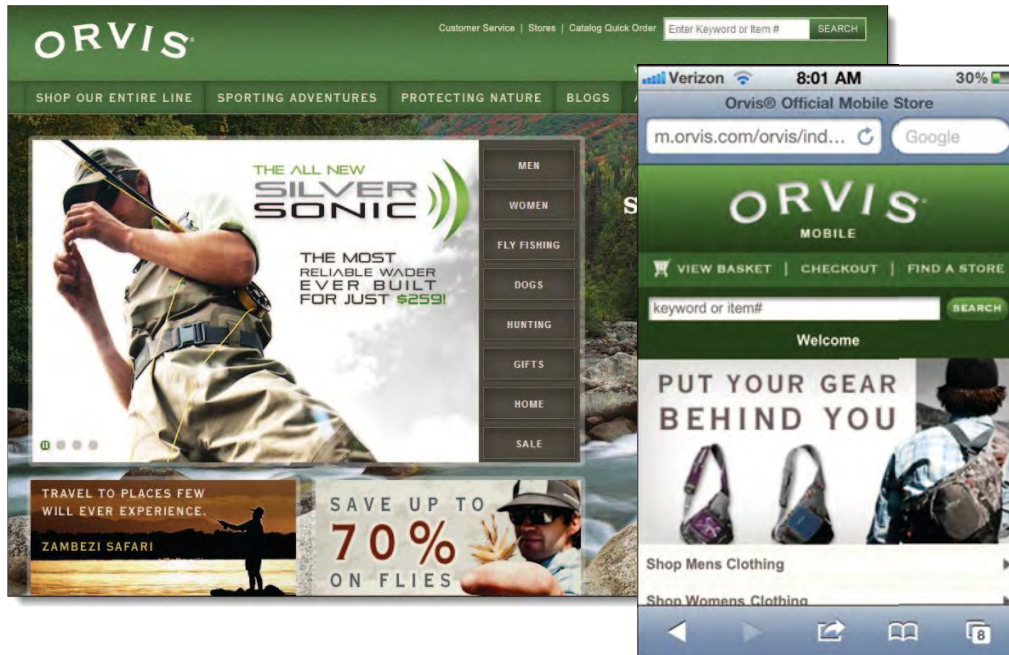 ORVIS
Customer Service | Stores | Catalog Quick Order
Enter Keyword or Item #
SEARCH
SHOP OUR ENTIRE LINE
SPORTING ADVENTURES
PROTECTING NATURE
BLOGS
THE ALL NEW
SILVER
SONIC
THE MOST
RELIABLE WADER
EVER BUILT
FOR JUST $259!
MEN
WOMEN
FLY FISHING
DOGS
HUNTING
GIFTS
HOME
SALE
TRAVEL TO PLACES FEW
WILL EVER EXPERIENCE.
ZAMBEZI SAFARI
SAVE UP TO
70%
ON FLIES
Verizon 8:01 AM 30%
Orvis® Official Mobile Store
m.orvis.com/orvis/ind...
Google
ORVIS
MOBILE
VIEW BASKET | CHECKOUT | FIND A STORE
keyword or item#
SEARCH
Welcome
PUT YOUR GEAR
BEHIND YOU
Shop Mens Clothing
Shop Womens Clothing
8